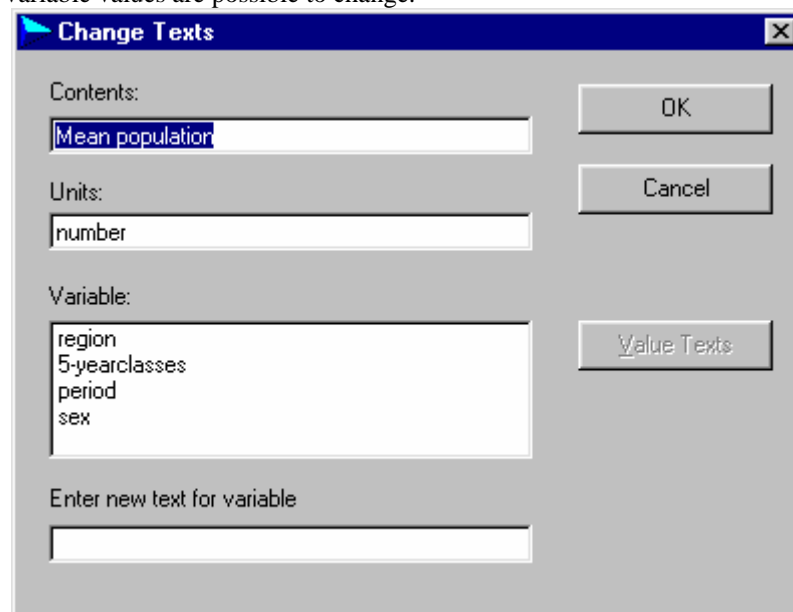 variable values are possible to change.
Change Texts
Contents:
Mean population
OK
Units:
number
Cancel
Variable:
region
5-yearclasses
period
sex
Value Texts
Enter new text for variable